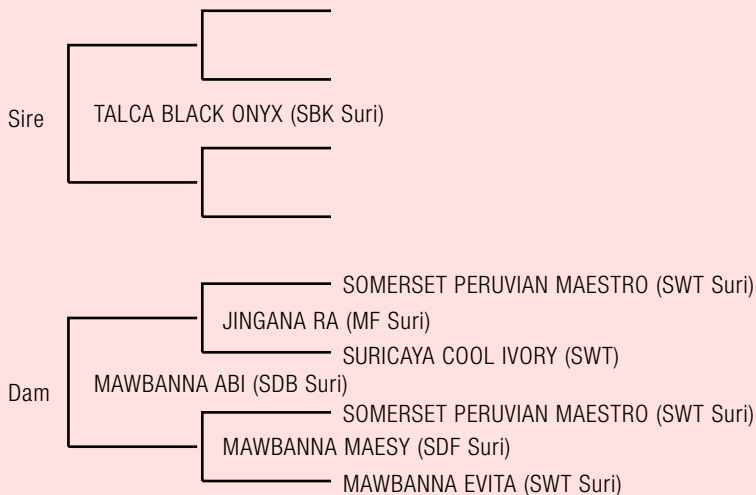 Sire
TALCA BLACK ONYX (SBK Suri)
SOMERSET PERUVIAN MAESTRO (SWT Suri)
JINGANA RA (MF Suri)
SURICAYA COOL IVORY (SWT)
Dam
MAWBANNA ABI (SDB Suri)
SOMERSET PERUVIAN MAESTRO (SWT Suri)
MAWBANNA MAESY (SDF Suri)
MAWBANNA EVITA (SWT Suri)